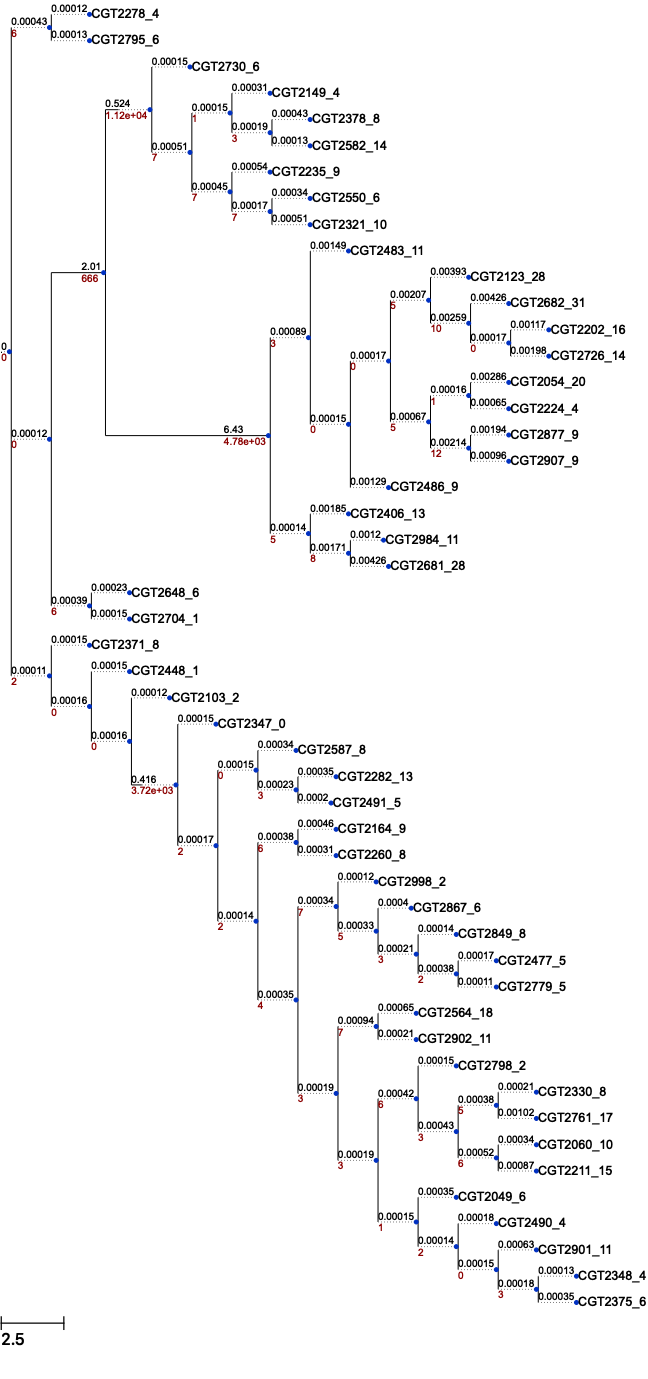 0.00012 CGT2278_4
0.00043
6
0.00013 CGT2795_6
0.00015 CGT2730_6
0.00031 CGT2149_4
0.524
0.00015
1.12e+04
1
0.00043 CGT2378_8
0.00019
3
0.00013 CGT2582_14
0.00051
7
0.00054 CGT2235_9
0.00045
7
0.00034 CGT2550_6
0.00017
7
0.00051 CGT2321_10
0.00149 CGT2483_11
2.01
666
0.00393 CGT2123_28
0.00207
5
0.00426 CGT2682_31
0.00259
10
0.00117 CGT2202_16
0.00089
3
0.00017
0
0.00198 CGT2726_14
0
0
0.00017
0
0.00286 CGT2054_20
0.00016
1
0.00065 CGT2224_4
0.00015
0
0.00067
5
0.00194 CGT2877_9
6.43
4.78e+03
0.00012
0
0.00214
12
0.00096 CGT2907_9
0.00129 CGT2486_9
0.00185 CGT2406_13
0.00014
5
0.0012 CGT2984_11
0.00171
8
0.00426 CGT2681_28
0.00023 CGT2648_6
0.00039
6
0.00015 CGT2704_1
0.00015 CGT2371_8
0.00011
2
0.00015 CGT2448_1
0.00012 CGT2103_2
0.00016
0
0.00015 CGT2347_0
0.00016
0
0.00034 CGT2587_8
0.00015
0
0.00035 CGT2282_13
0.416
3.72e+03
0.00023
3
0.0002 CGT2491_5
0.00046 CGT2164_9
0.00017
2
0.00038
6
0.00031 CGT2260_8
0.00012 CGT2998_2
0.00034
7
0.0004 CGT2867_6
0.00014
2
0.00033
5
0.00014 CGT2849_8
0.00021
3
0.00017 CGT2477_5
0.00038
2
0.00011 CGT2779_5
0.00035
4
0.00065 CGT2564_18
0.00094
7
0.00021 CGT2902_11
0.00015 CGT2798_2
0.00021 CGT2330_8
0.00019
3
0.00042
6
0.00038
5
0.00102 CGT2761_17
0.00043
3
0.00034 CGT2060_10
0.00019
3
0.00052
6
0.00087 CGT2211_15
0.00035 CGT2049_6
0.00015
1
0.00018 CGT2490_4
0.00014
2
0.00063 CGT2901_11
0.00015
0
0.00013 CGT2348_4
0.00018
3
0.00035 CGT2375_6
2.5